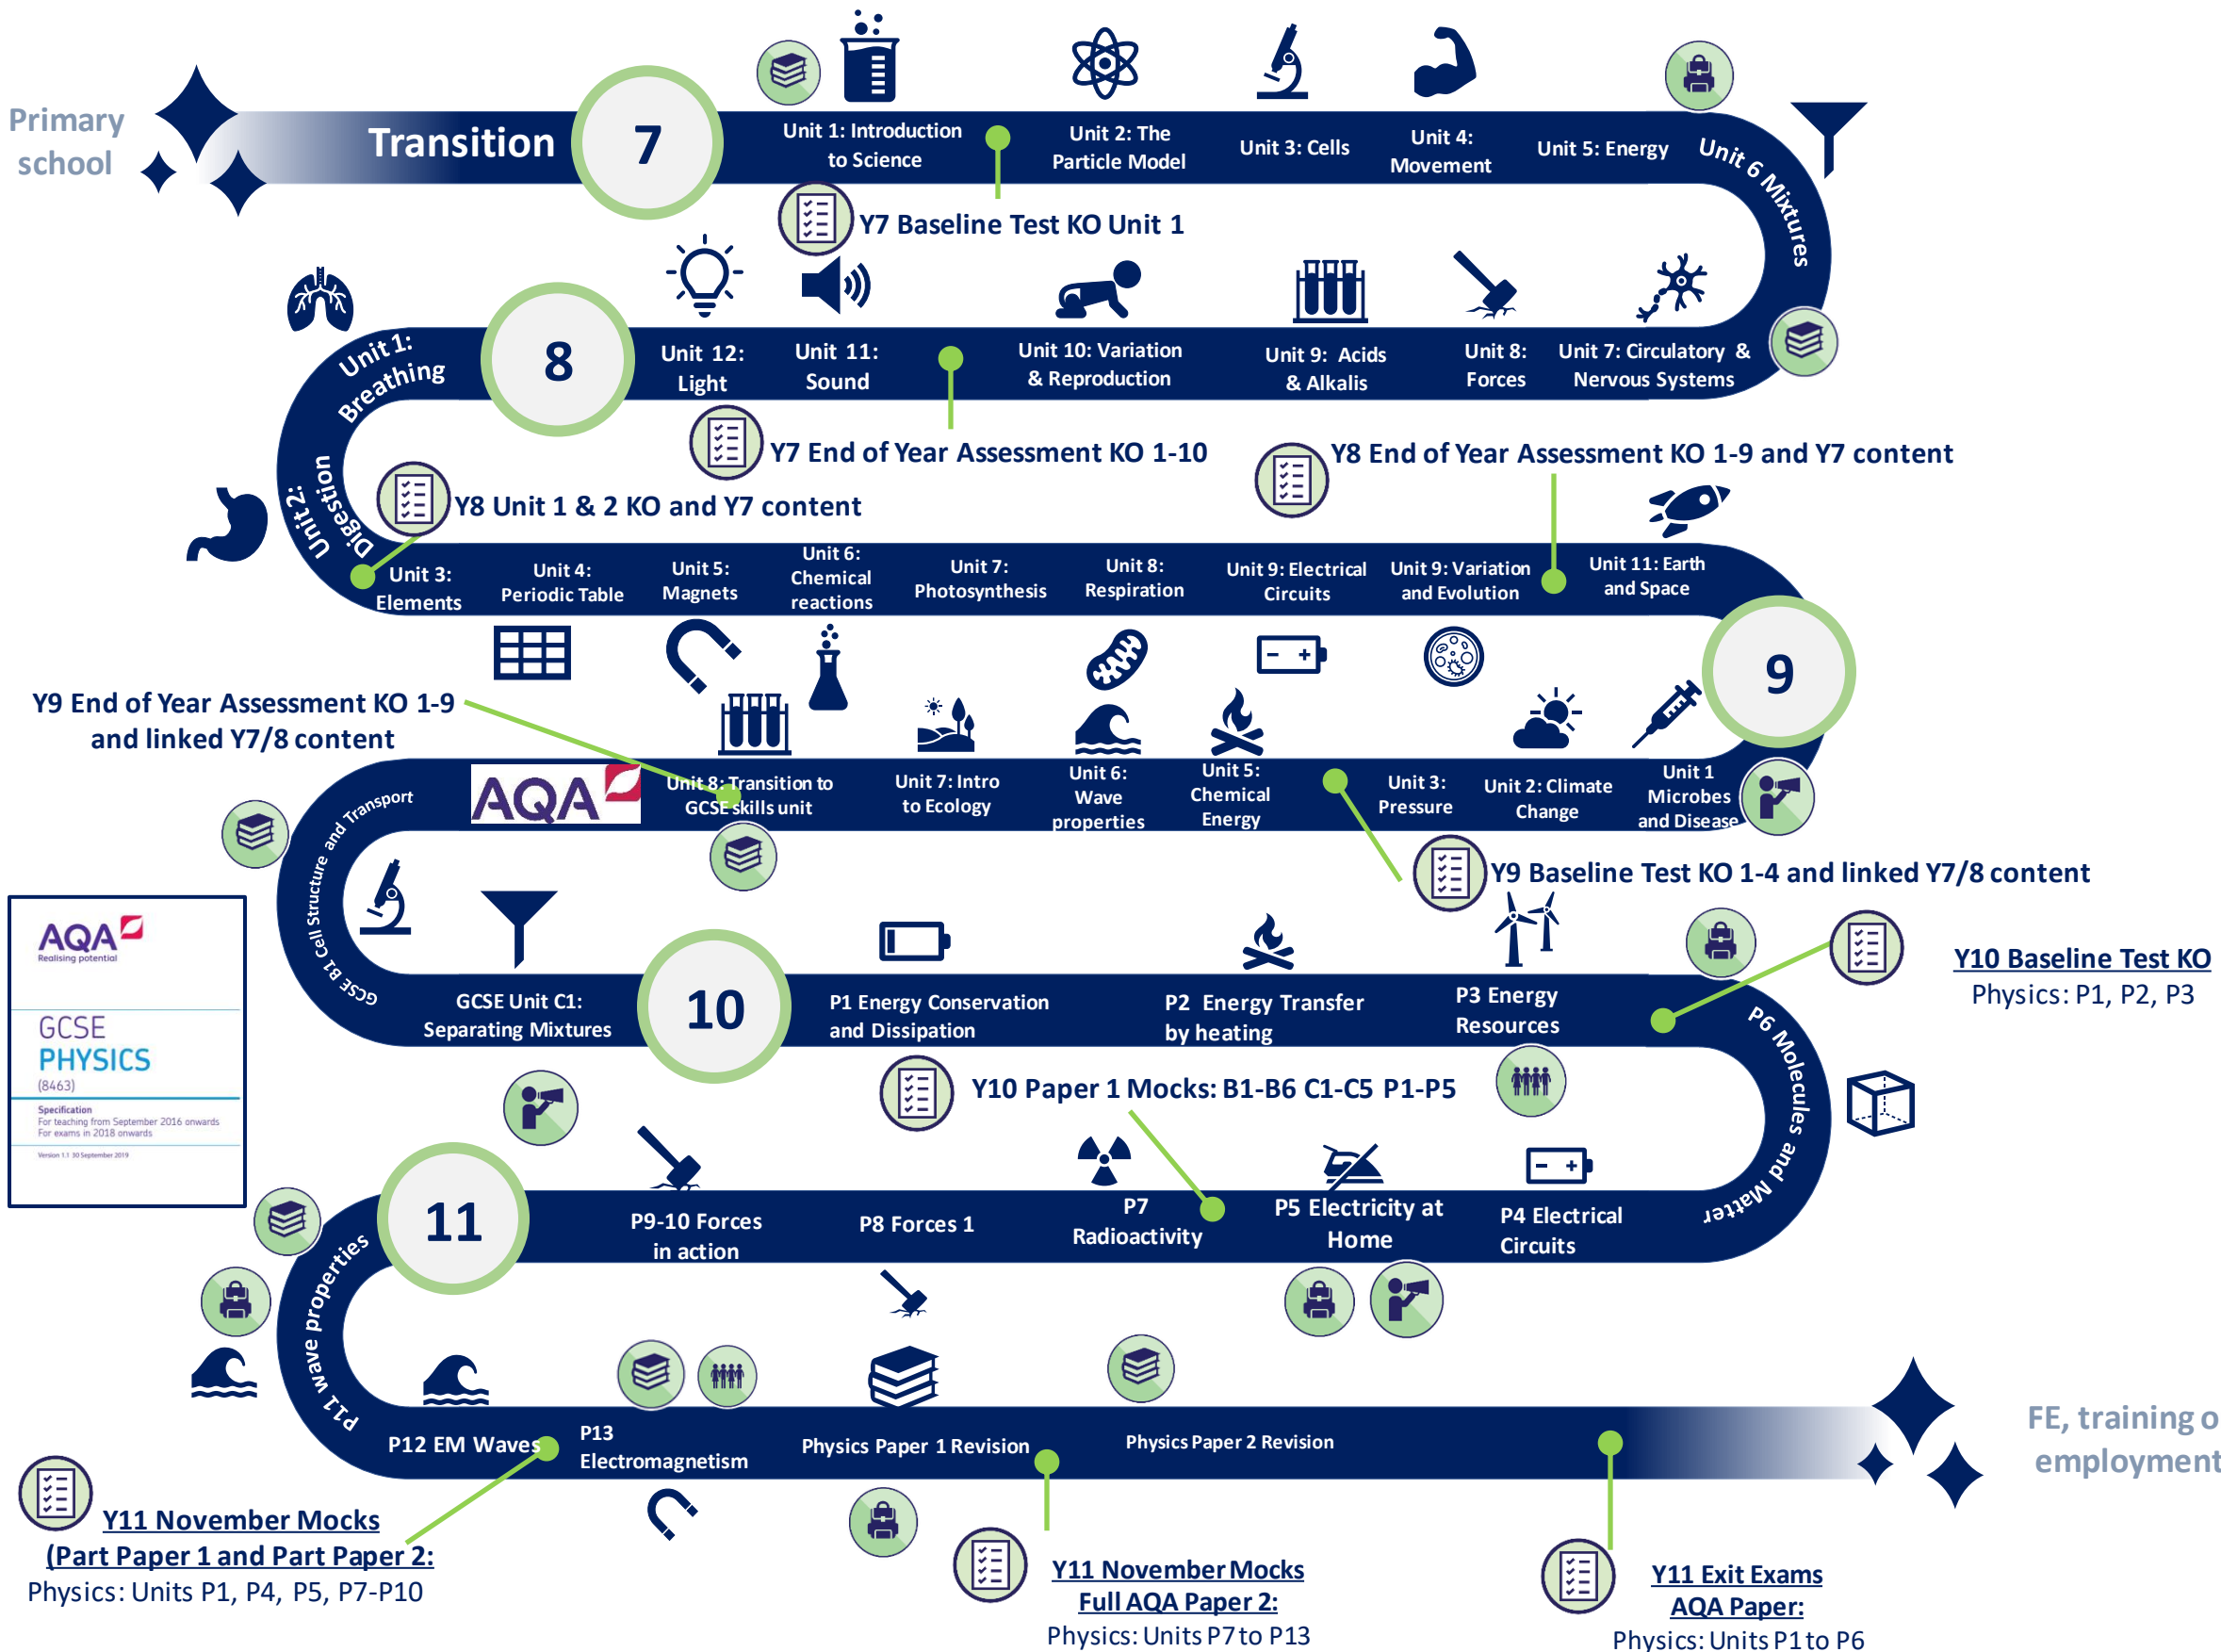 Primary
school
Transition
7
Unit 1: Introduction
to Science
Unit 2: The
Particle Model
Unit 3: Cells
Unit 4:
Movement
Unit 5: Energy
Unit 6 Mixtures
Y7 Baseline Test KO Unit 1
Unit 7: Circulatory &
Nervous Systems
Unit 8:
Forces
Unit 9: Acids
& Alkalis
Unit 10: Variation
& Reproduction
Unit 11:
Sound
Unit 12:
Light
8
Unit 1:
Breathing
Y7 End of Year Assessment KO 1-10
Y8 End of Year Assessment KO 1-9 and Y7 content
Unit 2:
Digestion
Y8 Unit 1 & 2 KO and Y7 content
Unit 3:
Elements
Unit 4:
Periodic Table
Unit 5:
Magnets
Unit 6:
Chemical
reactions
Unit 7:
Photosynthesis
Unit 8:
Respiration
Unit 9: Electrical
Circuits
Unit 9: Variation
and Evolution
Unit 11: Earth
and Space
9
Y9 End of Year Assessment KO 1-9
and linked Y7/8 content
Unit 1
Microbes
and Disease
Unit 2: Climate
Change
Unit 3:
Pressure
Unit 5:
Chemical
Energy
Unit 6:
Wave
properties
Unit 7: Intro
to Ecology
Unit 8: Transition to
GCSE skills unit
AQA
Y9 Baseline Test KO 1-4 and linked Y7/8 content
GCSE B1 Cell Structure and Transport
GCSE Unit C1:
Separating Mixtures
10
P1 Energy Conservation
and Dissipation
P2 Energy Transfer
by heating
P3 Energy
Resources
Y10 Baseline Test KO
Physics: P1, P2, P3
P6 Molecules and Matter
AQA
Realising potential
GCSE
PHYSICS
(8463)
Specification
For teaching from September 2016 onwards
For exams in 2018 onwards
Version 1.1 30 September 2019
Y10 Paper 1 Mocks: B1-B6 C1-C5 P1-P5
P4 Electrical
Circuits
P5 Electricity at
Home
P7
Radioactivity
P8 Forces 1
P9-10 Forces
in action
11
P11 wave properties
P12 EM Waves
P13
Electromagnetism
Physics Paper 1 Revision
Physics Paper 2 Revision
FE, training o
employment
Y11 November Mocks
(Part Paper 1 and Part Paper 2:
Physics: Units P1, P4, P5, P7-P10
Y11 November Mocks
Full AQA Paper 2:
Physics: Units P7 to P13
Y11 Exit Exams
AQA Paper:
Physics: Units P1 to P6